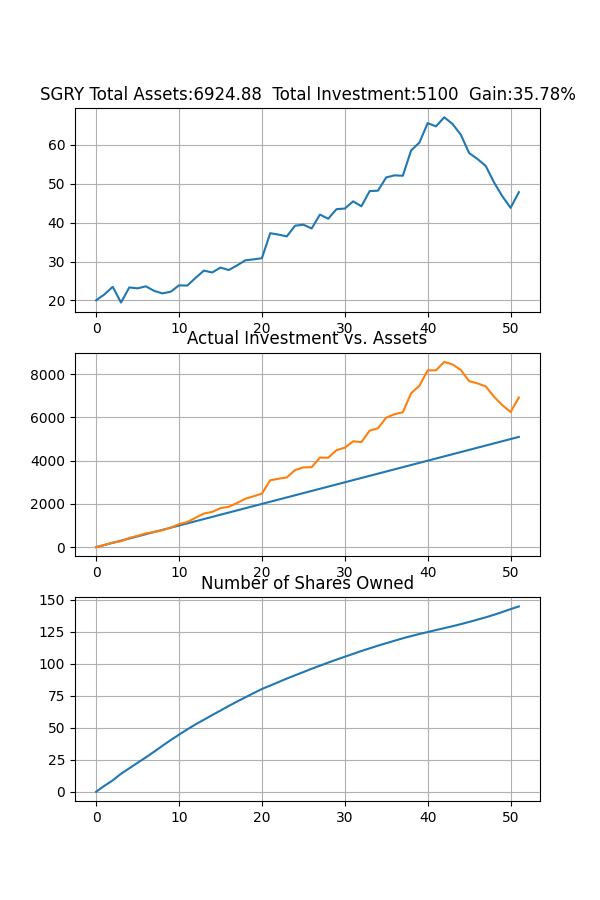 SGRY Total Assets:6924.88  Total Investment:5100  Gain:35.78%
60
50
40
30
20
0 10 20 30 40 50
Actual Investment vs. Assets
8000
6000
4000
2000
0
0 10 20 30 40 50
Number of Shares Owned
150
125
100
75
50
25
0
0 10 20 30 40 50